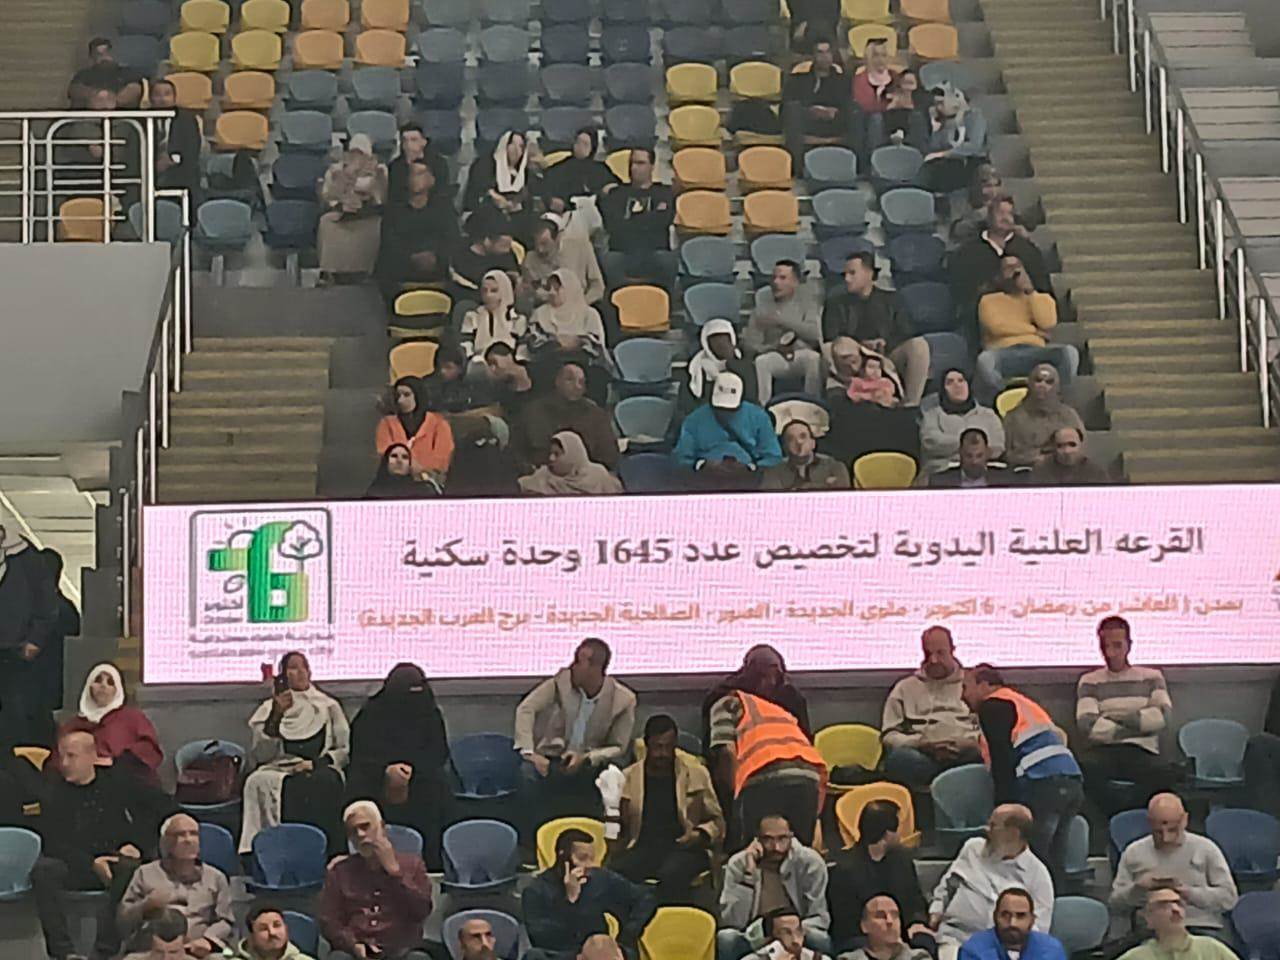 القرعه العلنية اليدوية لتخصيص عدد 1645 وحدة سكنية
بمدن ( العاشر من رمضان - 6 اكتوبر - ملوي الجديدة - العبور - الصالحية الجديدة - برج العرب الجديدة)